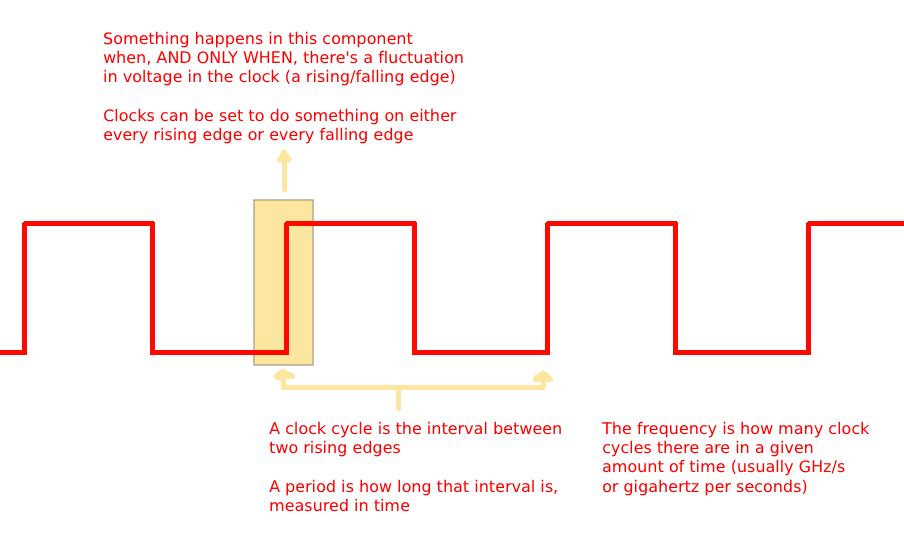 Something happens in this component
when, AND ONLY WHEN, there's a fluctuation
in voltage in the clock (a rising/falling edge)
Clocks can be set to do something on either
every rising edge or every falling edge
A clock cycle is the interval between
two rising edges
A period is how long that interval is,
measured in time
The frequency is how many clock
cycles there are in a given
amount of time (usually GHz/s
or gigahertz per seconds)